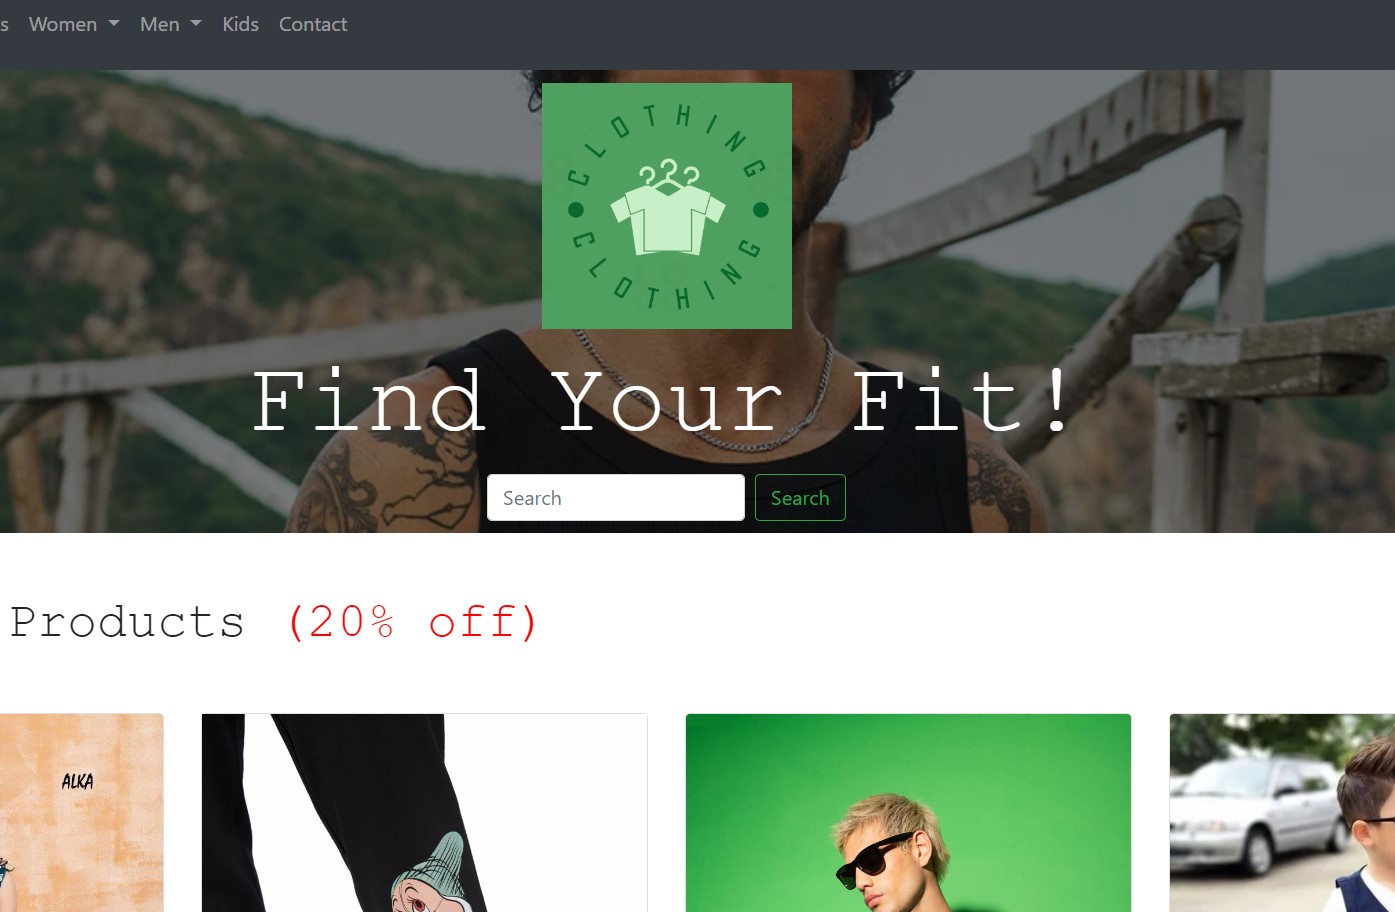 s Women Men Kids Contact
CLOTHING
CLOTHING
Find Your Fit!
Search Search
Products (20% off)
ALKA